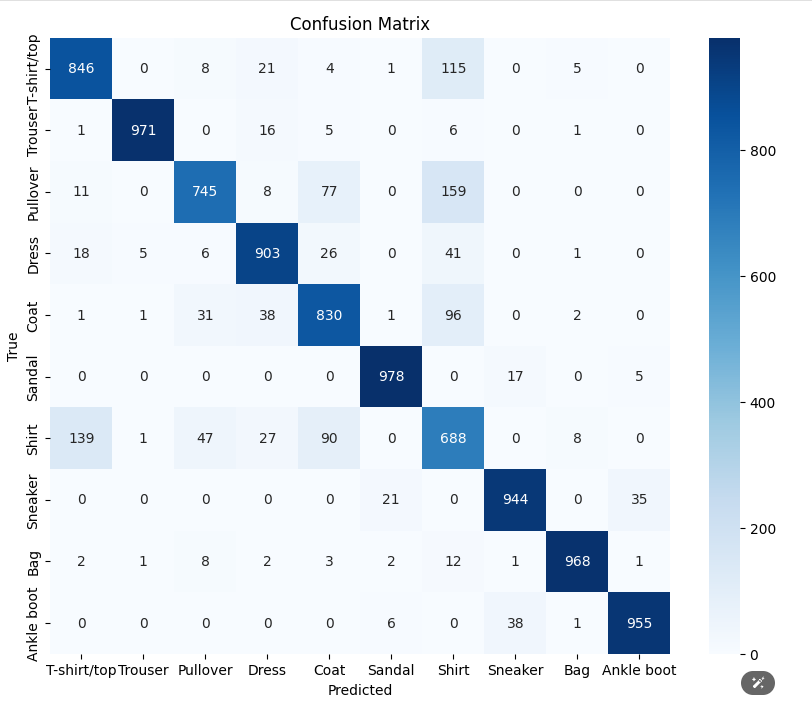 Confusion Matrix
T-shirt/top 846 0 8 21 4 1 115 0 5 0
Trouser 1 971 0 16 5 0 6 0 1 0
Pullover 11 0 745 8 77 0 159 0 0 0
Dress 18 5 6 903 26 0 41 0 1 0
Coat 1 1 31 38 830 1 96 0 2 0
Sandal 0 0 0 0 0 978 0 17 0 5
Shirt 139 1 47 27 90 0 688 0 8 0
Sneaker 0 0 0 0 0 21 0 944 0 35
Bag 2 1 8 2 3 2 12 1 968 1
Ankle boot 0 0 0 0 0 6 0 38 1 955
T-shirt/top Trouser Pullover Dress Coat Sandal Shirt Sneaker Bag Ankle boot
Predicted
True
800
600
400
200
0